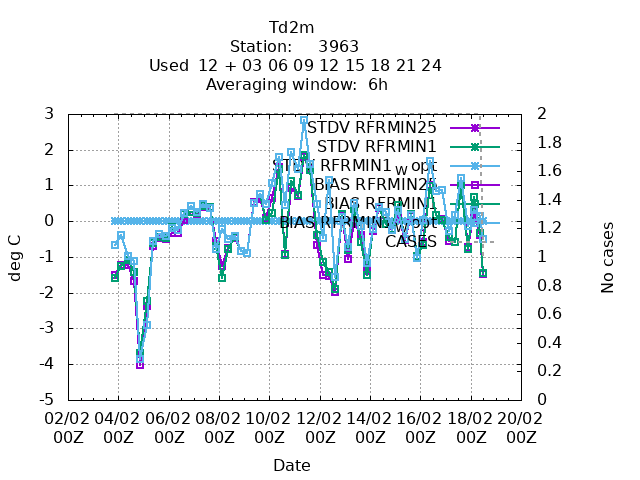 Td2m
Station: 3963
Used 12 + 03 06 09 12 15 18 21 24
Averaging window: 6h
3
2
1
0
-1
-2
-3
-4
-5
deg C
2
1.8
1.6
1.4
1.2
1
0.8
0.6
0.4
0.2
0
No cases
STDV RFRMIN25
STDV RFRMIN1
STDV RFRMIN1wopt
BIAS RFRMIN25
BIAS RFRMIN1
BIAS RFRMIN1wopt
CASES
02/02 04/02 06/02 08/02 10/02 12/02 14/02 16/02 18/02 20/02
00Z 00Z 00Z 00Z 00Z 00Z 00Z 00Z 00Z 00Z
Date